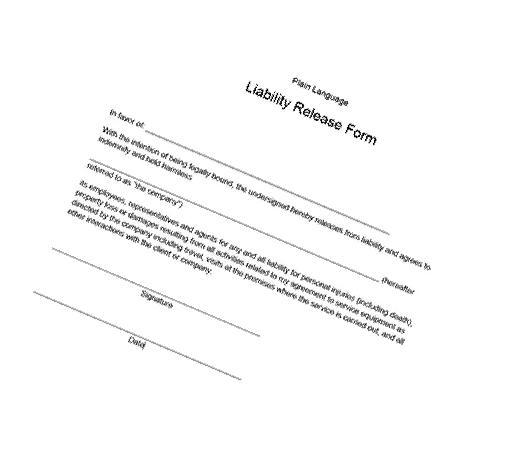 Plain Language
Liability Release Form
In favor of:
With the intention of being legally bound, the undersigned hereby releases from liability and agrees to
indemnify and hold harmless
(hereafter
referred to as "the company")
its employees, representatives and agents for any and all liability for personal injuries (including death),
property loss or damages resulting from all activities related to my agreement to service equipment as
directed by the company including travel, visits at the premises where the service is carried out, and all
other interactions with the client or company.
Signature
Date